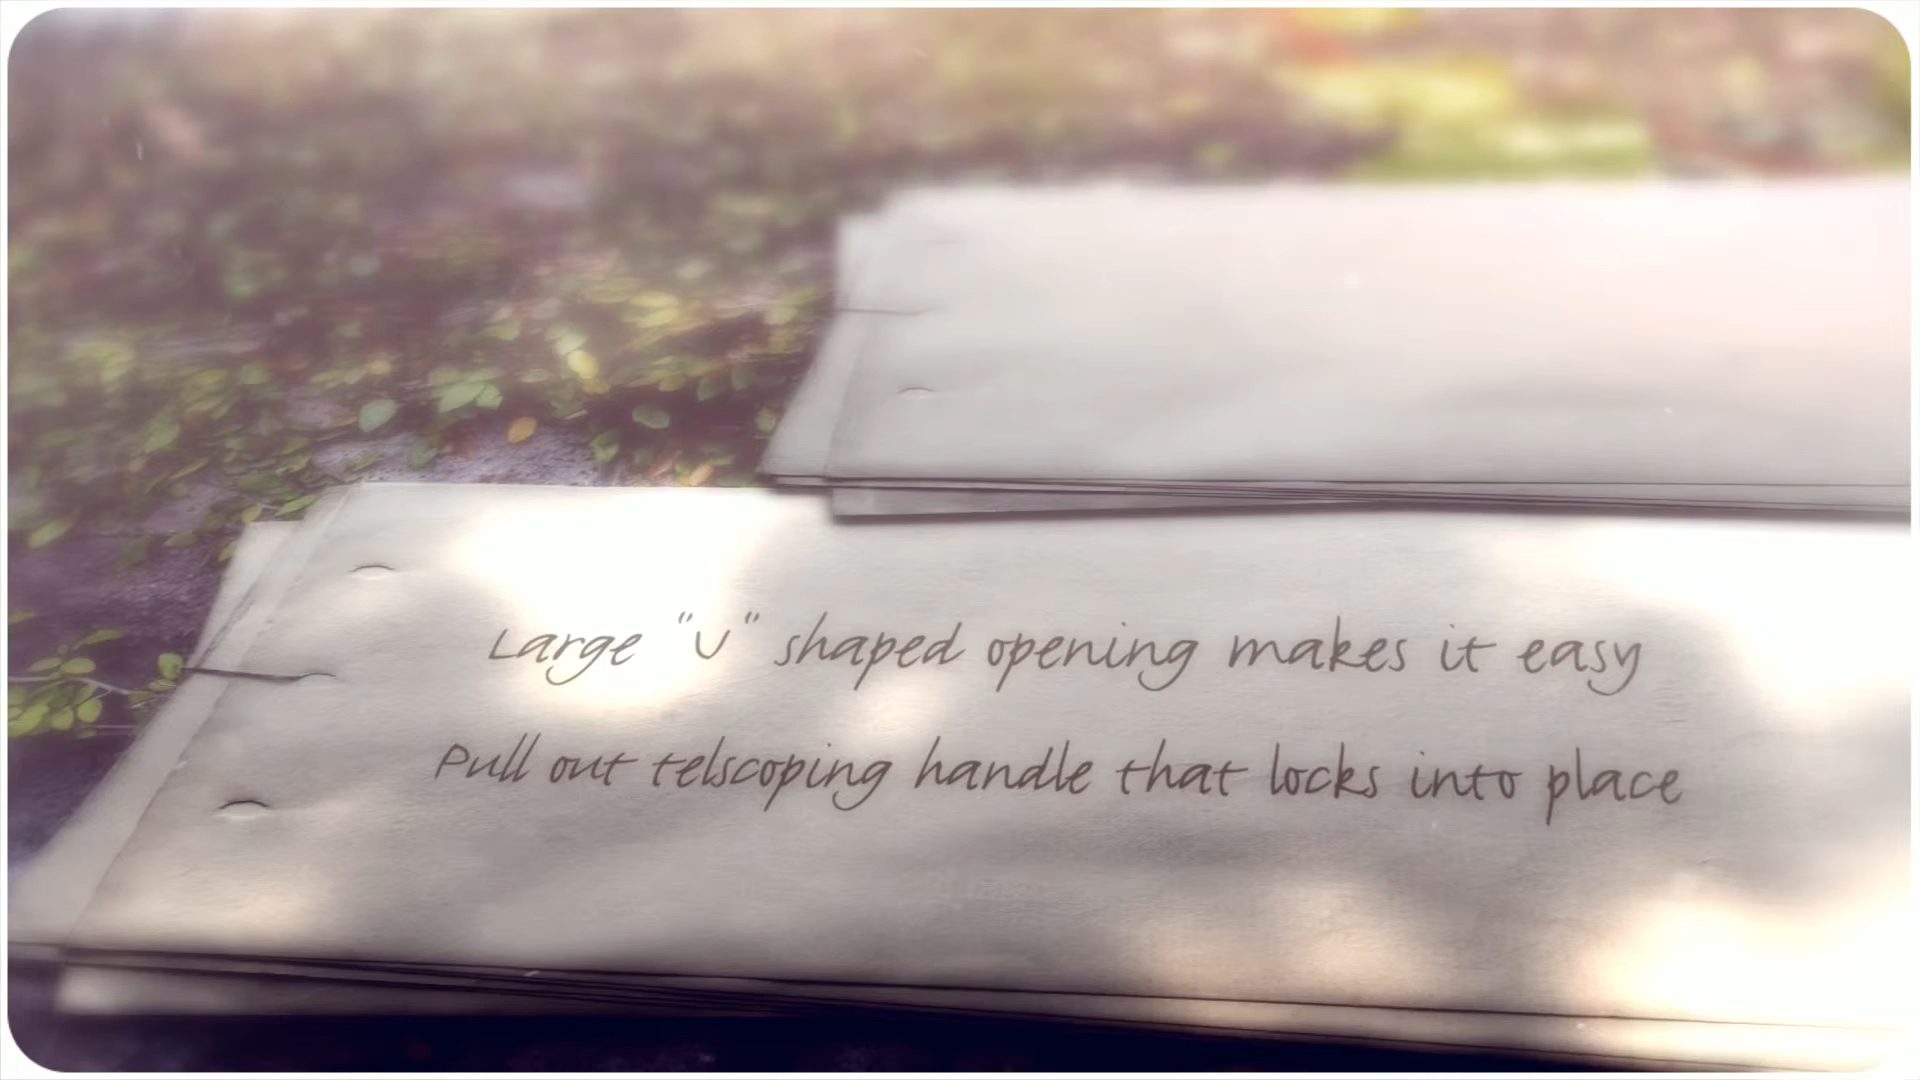 Large "U" shaped opening makes it easy
Pull out telscoping handle that locks into place